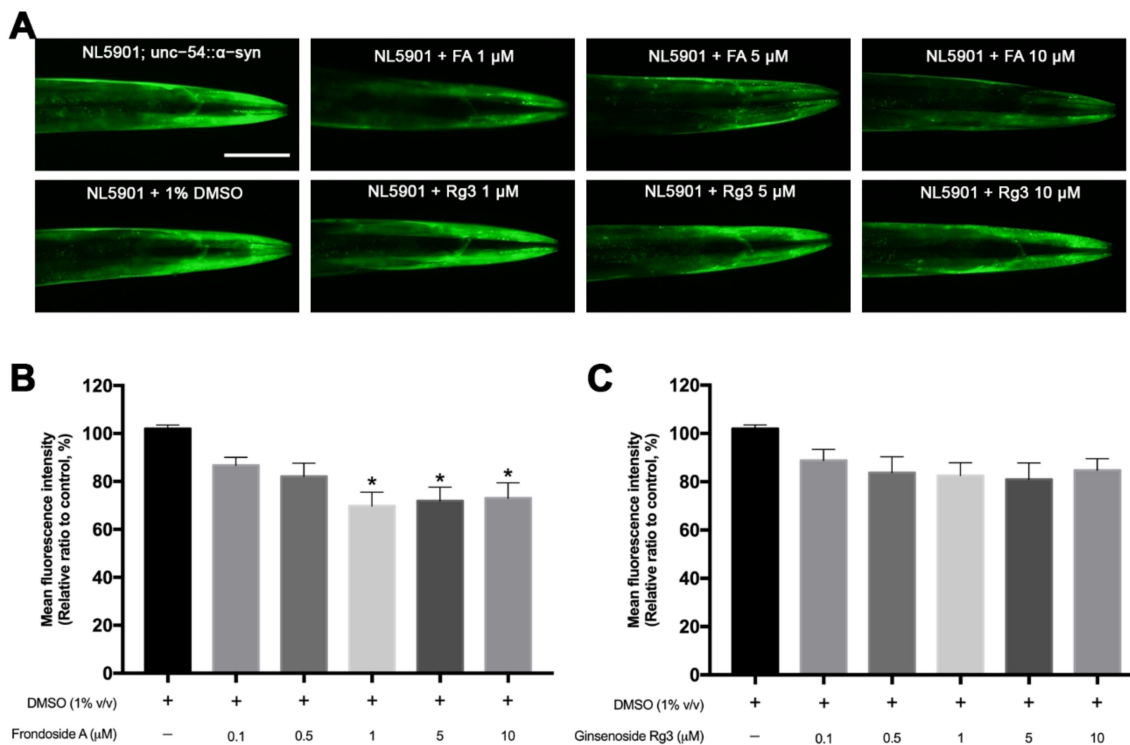 A
NL5901; unc-54::α-syn
NL5901 + FA 1 µM
NL5901 + FA 5 µM
NL5901 + FA 10 µM
NL5901 + 1% DMSO
NL5901 + Rg3 1 µM
NL5901 + Rg3 5 µM
NL5901 + Rg3 10 µM
B
Mean fluorescence intensity
(Relative ratio to control, %)
120
100
80
60
40
20
0
* * *
DMSO (1% v/v) + + + + + +
Frondoside A (µM) – 0.1 0.5 1 5 10
C
Mean fluorescence intensity
(Relative ratio to control, %)
120
100
80
60
40
20
0
DMSO (1% v/v) + + + + + +
Ginsenoside Rg3 (µM) – 0.1 0.5 1 5 10